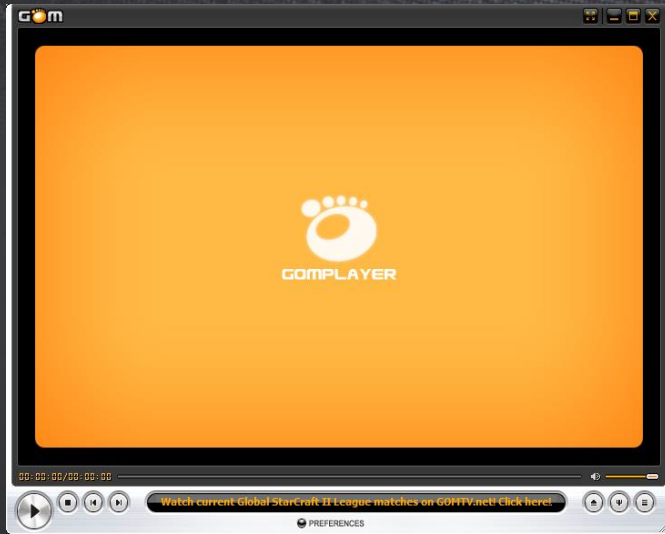 GOM
GOMPLAYER
00:00:00/00:00:00
Watch current Global StarCraft II League matches on GOMTV.net! Click here!
PREFERENCES